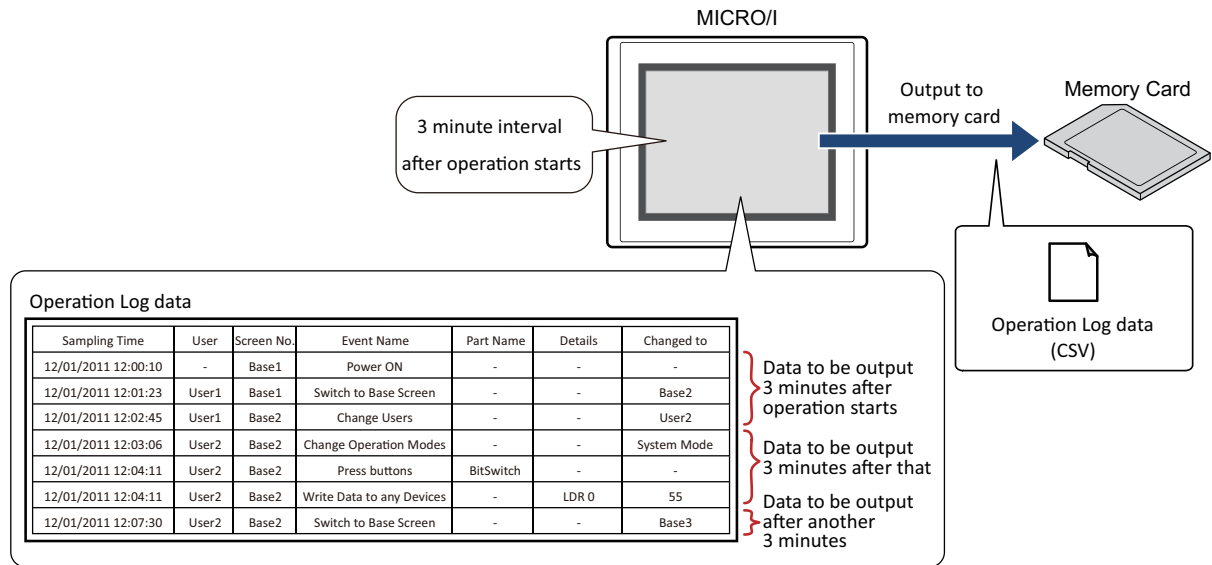 MICRO/I
3 minute interval
after operation starts
Output to
memory card
Memory Card
Operation Log data
(CSV)
Operation Log data
Sampling Time User Screen No. Event Name Part Name Details Changed to
12/01/2011 12:00:10 - Base1 Power ON - - -
12/01/2011 12:01:23 User1 Base1 Switch to Base Screen - - Base2
12/01/2011 12:02:45 User1 Base2 Change Users - - User2
12/01/2011 12:03:06 User2 Base2 Change Operation Modes - - System Mode
12/01/2011 12:04:11 User2 Base2 Press buttons BitSwitch - -
12/01/2011 12:04:11 User2 Base2 Write Data to any Devices - LDR 0 55
12/01/2011 12:07:30 User2 Base2 Switch to Base Screen - - Base3
Data to be output
3 minutes after
operation starts
Data to be output
3 minutes after that
Data to be output
after another
3 minutes